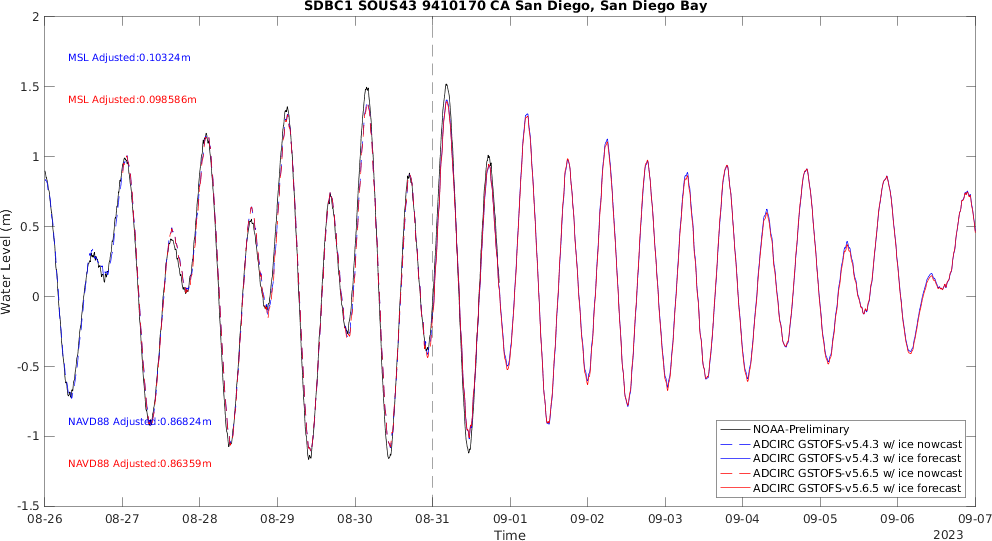 SDBC1 SOUS43 9410170 CA San Diego, San Diego Bay
MSL Adjusted:0.10324m
MSL Adjusted:0.098586m
NAVD88 Adjusted:0.86824m
NAVD88 Adjusted:0.86359m
Water Level (m)
2
1.5
1
0.5
0
-0.5
-1
-1.5
NOAA-Preliminary
ADCIRC GSTOFS-v5.4.3 w/ ice nowcast
ADCIRC GSTOFS-v5.4.3 w/ ice forecast
ADCIRC GSTOFS-v5.6.5 w/ ice nowcast
ADCIRC GSTOFS-v5.6.5 w/ ice forecast
08-26 08-27 08-28 08-29 08-30 08-31 09-01 09-02 09-03 09-04 09-05 09-06 09-07
Time
2023